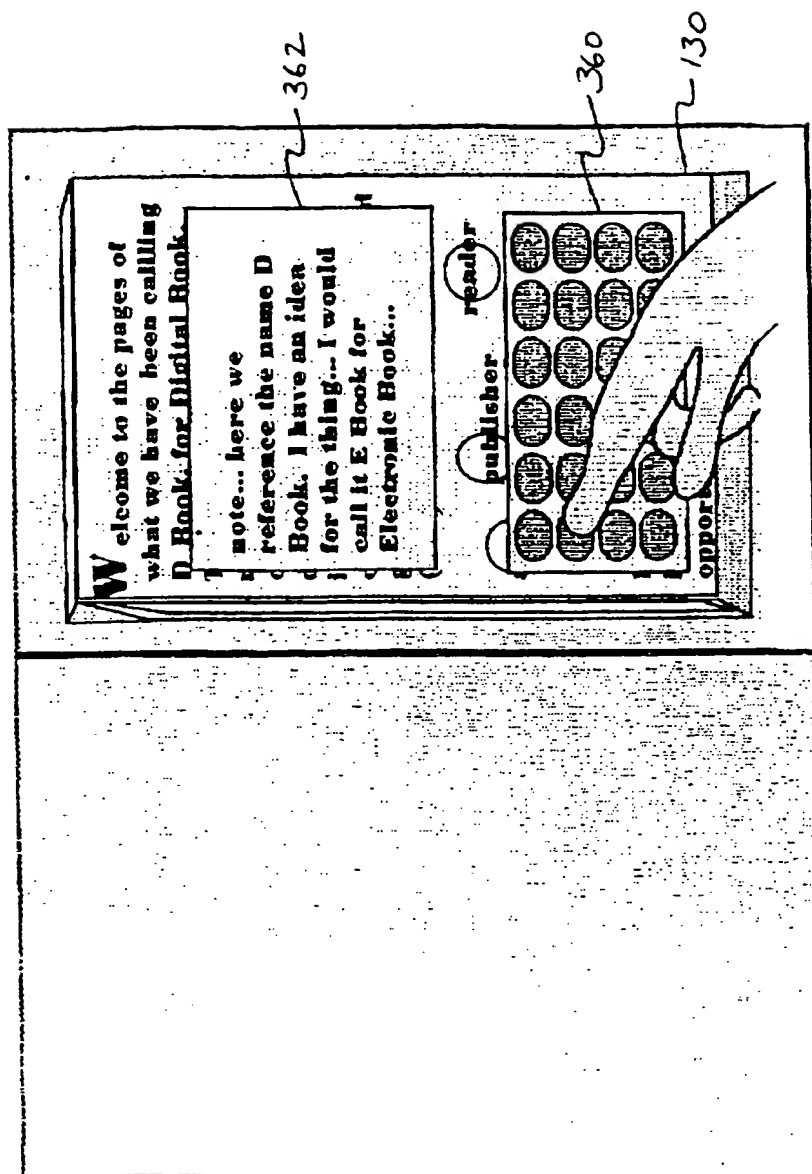 Welcome to the pages of
what we have been callling
D Book, for Digital Book.
note... here we
reference the name D
Book. I have an idea
for the thing... I would
call it E Book for
Electronic Book...
publisher
reader
oppor
362
360
130